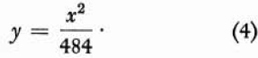 y = x²/484 . (4)